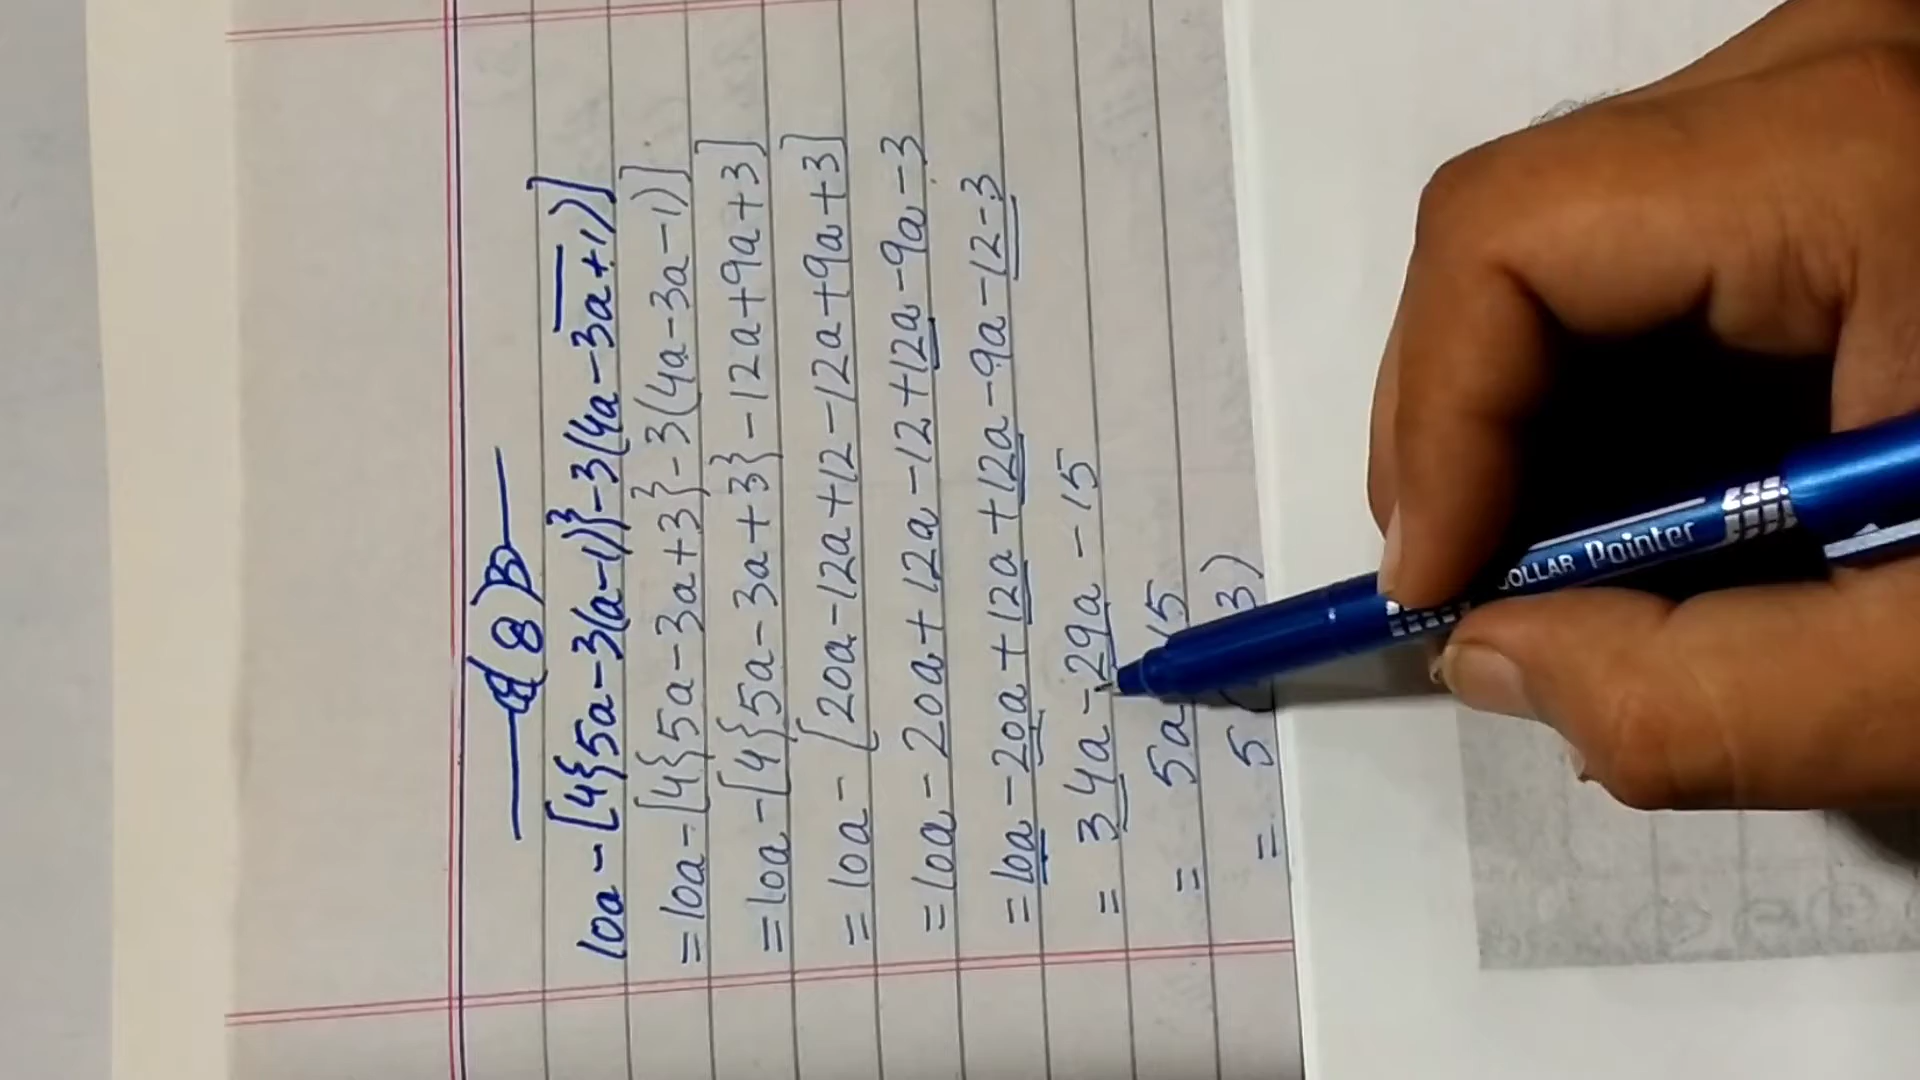 Q 8) B
10a-[4{5a-3(a-1)}-3(4a-3a+1)]
=10a-[4{5a-3a+3}-3(4a-3a-1)]
=10a-[4{5a-3a+3}-12a+9a+3]
=10a-[20a-12a+12-12a+9a+3]
=10a-20a+12a-12+12a-9a-3
=10a-20a+12a+12a-9a-12-3
= 34a-29a-15
= 5a 15
= 5 3)
DOLLAR Pointer